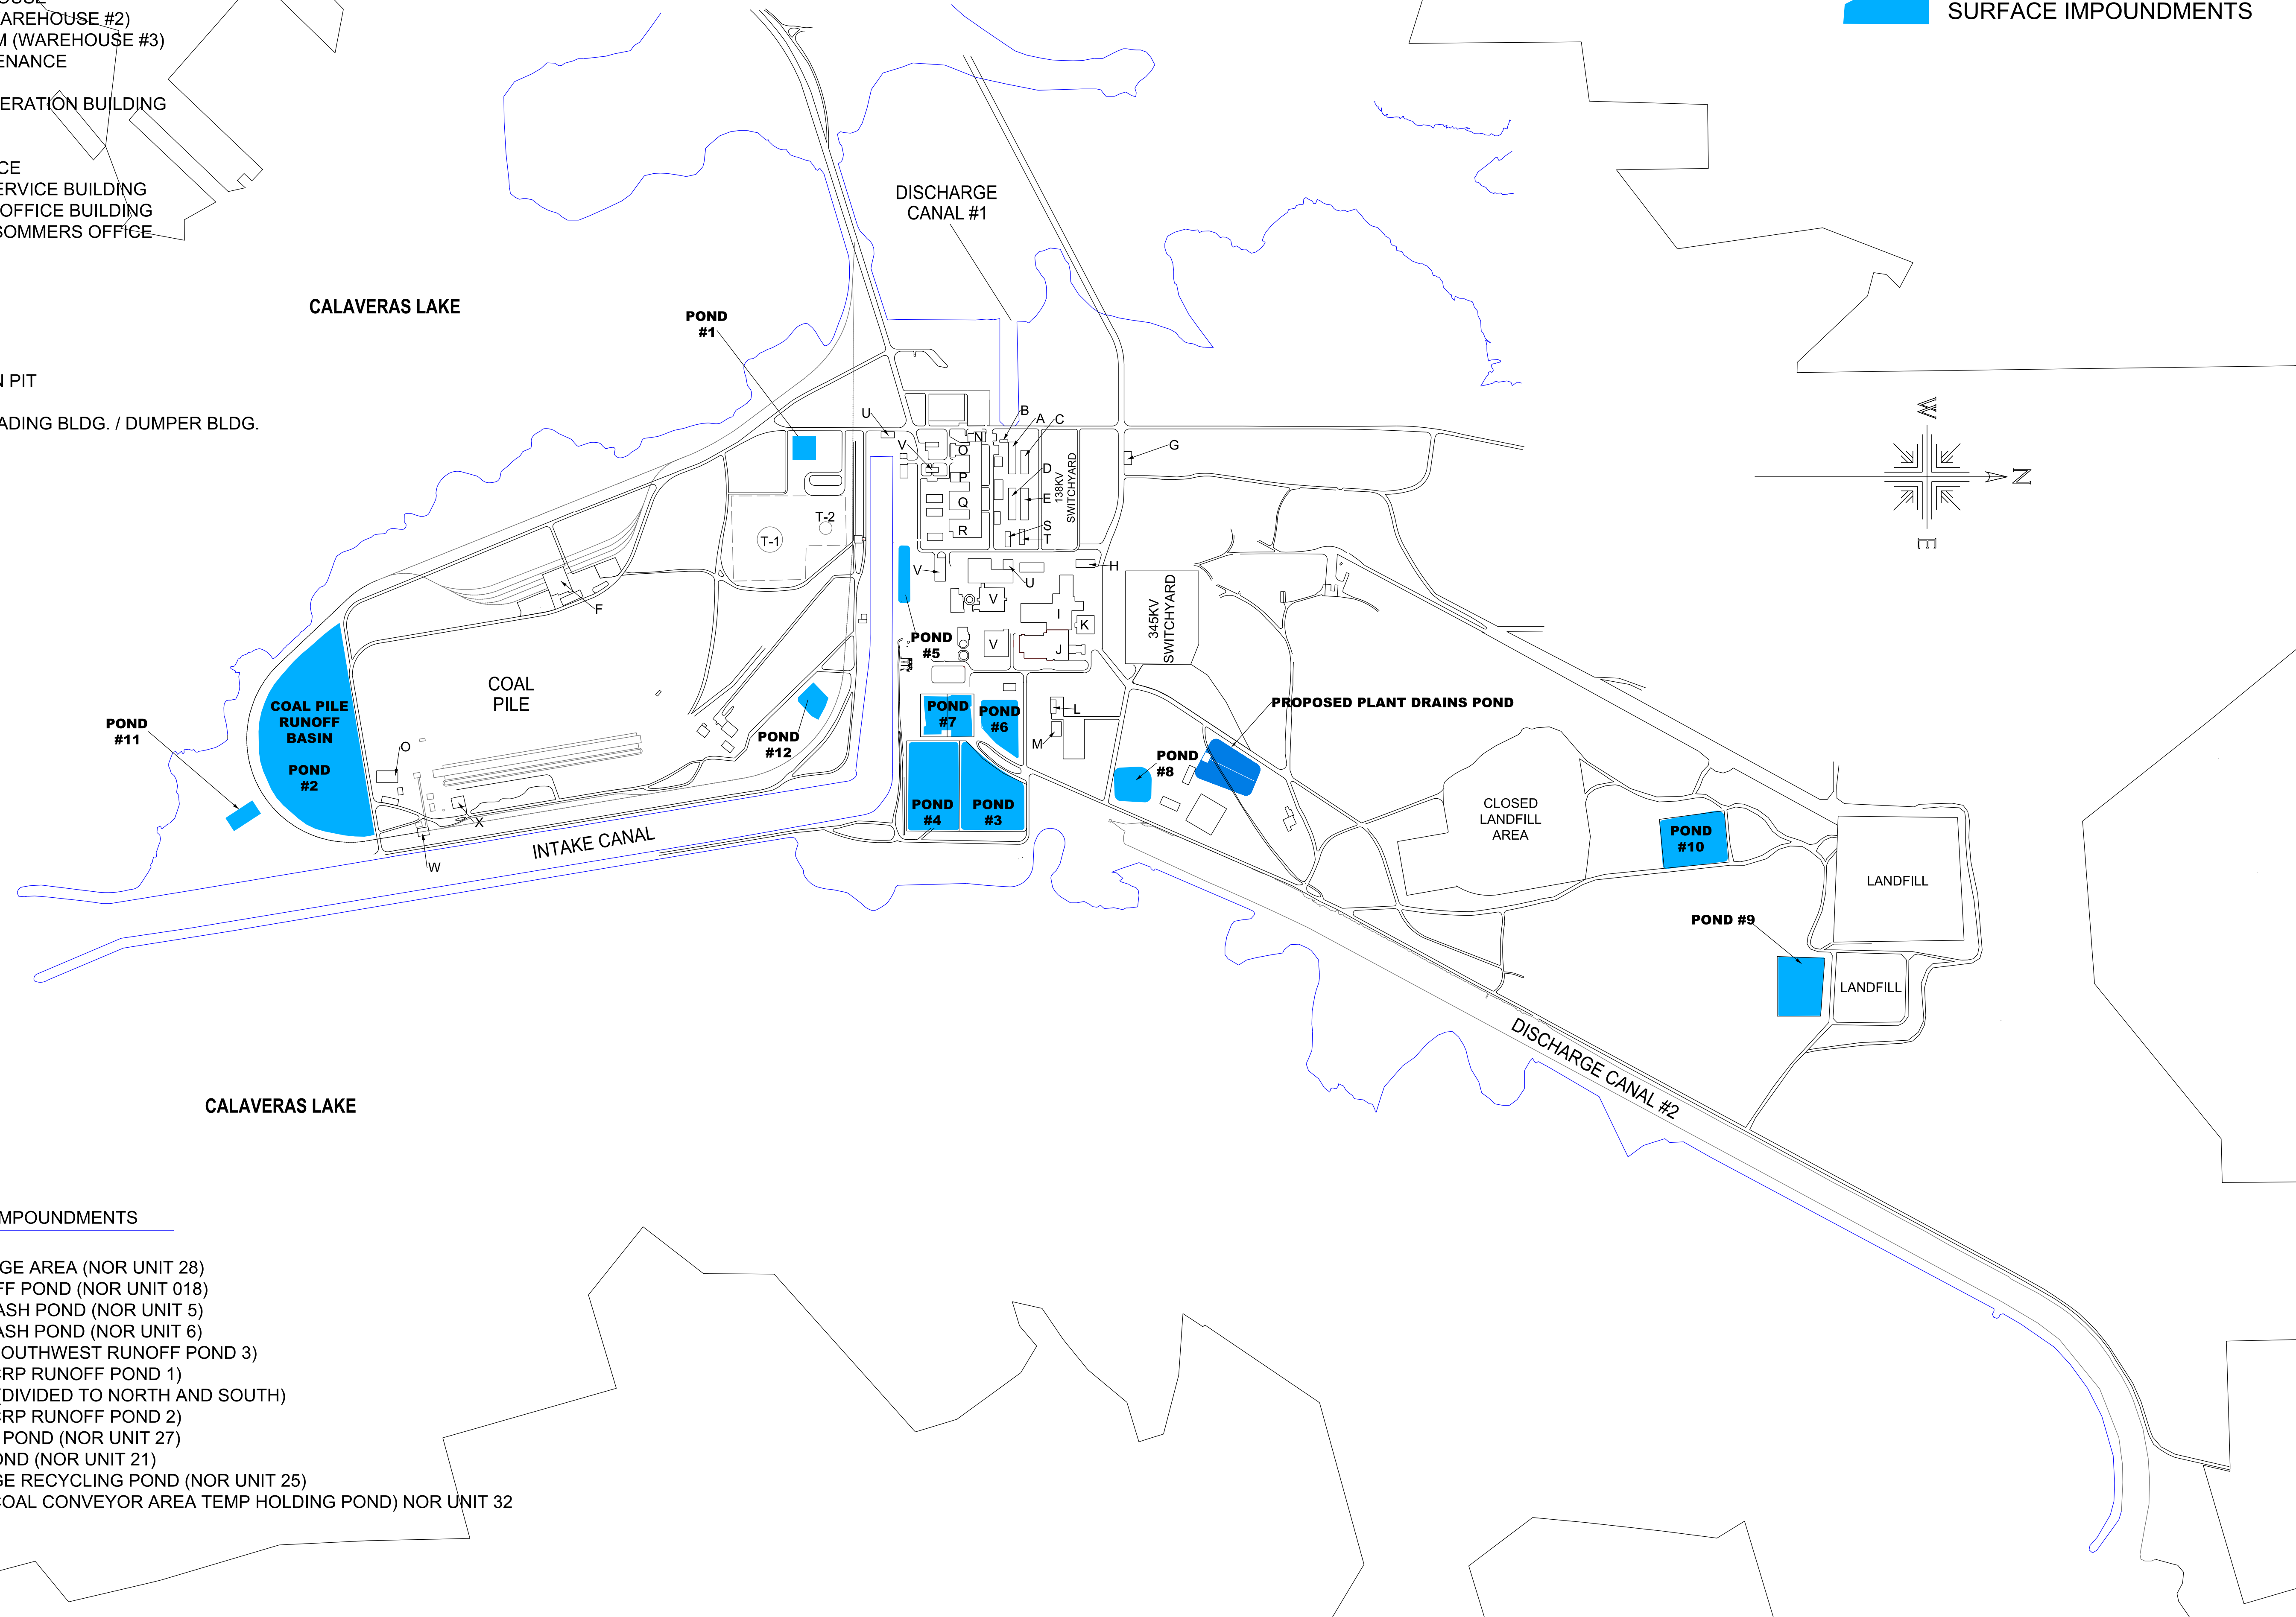 OUSE
AREHOUSE #2)
M (WAREHOUSE #3)
ENANCE
ERATION BUILDING
CE
ERVICE BUILDING
OFFICE BUILDING
SOMMERS OFFICE
N PIT
ADING BLDG. / DUMPER BLDG.
SURFACE IMPOUNDMENTS
DISCHARGE
CANAL #1
CALAVERAS LAKE
POND
#1
W
N
E
U
V
N
O
P
Q
R
B
A
C
D
E
S
T
138KV
SWITCHYARD
G
T-2
T-1
F
V
U
H
V
V
I
K
J
345KV
SWITCHYARD
POND
#5
COAL
PILE
COAL PILE
RUNOFF
BASIN
POND
#2
POND
#11
O
X
W
POND
#12
INTAKE CANAL
POND
#7
POND
#6
POND
#4
POND
#3
L
M
POND
#8
PROPOSED PLANT DRAINS POND
CLOSED
LANDFILL
AREA
POND
#10
LANDFILL
POND #9
LANDFILL
DISCHARGE CANAL #2
CALAVERAS LAKE
MPOUNDMENTS
GE AREA (NOR UNIT 28)
FF POND (NOR UNIT 018)
ASH POND (NOR UNIT 5)
ASH POND (NOR UNIT 6)
OUTHWEST RUNOFF POND 3)
RP RUNOFF POND 1)
(DIVIDED TO NORTH AND SOUTH)
RP RUNOFF POND 2)
POND (NOR UNIT 27)
OND (NOR UNIT 21)
GE RECYCLING POND (NOR UNIT 25)
COAL CONVEYOR AREA TEMP HOLDING POND) NOR UNIT 32